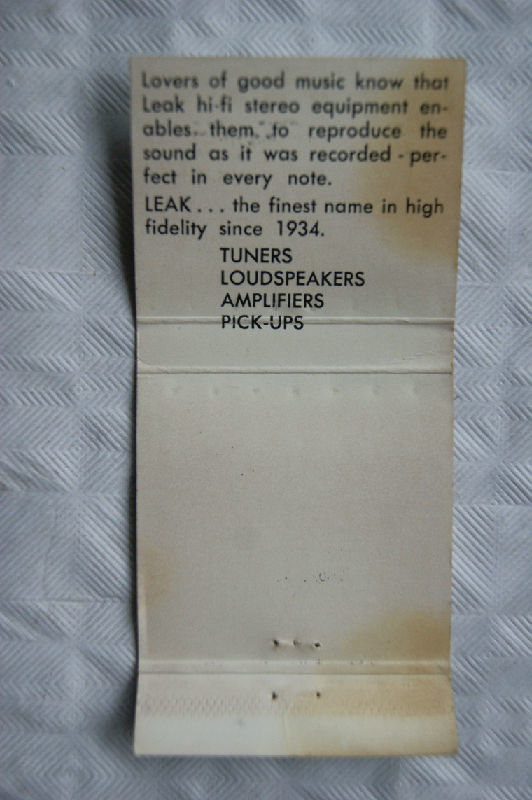 Lovers of good music know that
Leak hi-fi stereo equipment en-
ables them, to reproduce the
sound as it was recorded - per-
fect in every note.
LEAK... the finest name in high
fidelity since 1934.
TUNERS
LOUDSPEAKERS
AMPLIFIERS
PICK-UPS